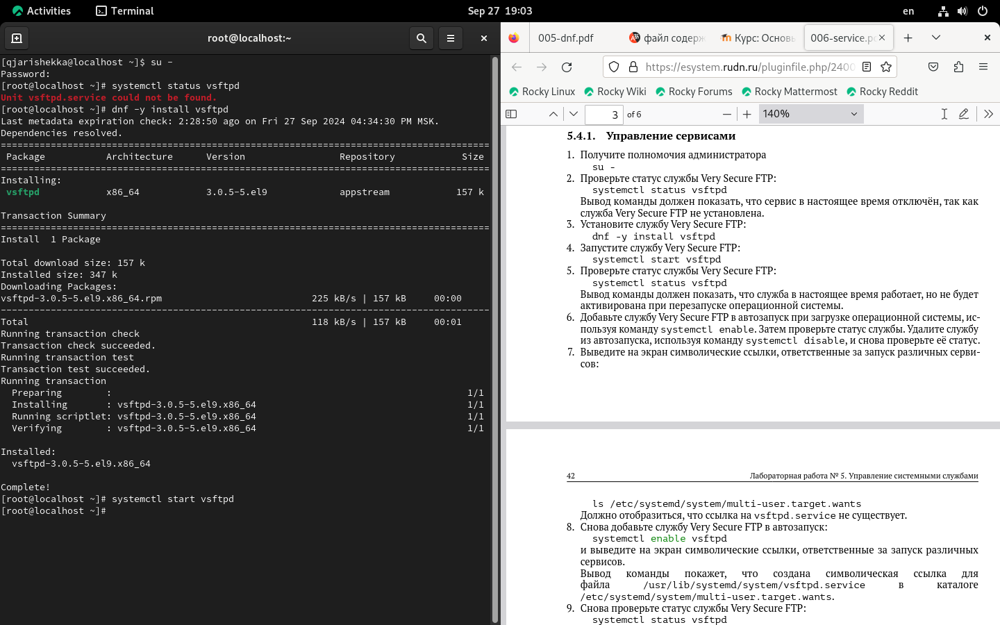 Activities Terminal Sep 27 19:03 en
root@localhost:~
[qjarishekka@localhost ~]$ su -
Password:
[root@localhost ~]# systemctl status vsftpd
Unit vsftpd.service could not be found.
[root@localhost ~]# dnf -y install vsftpd
Last metadata expiration check: 2:28:50 ago on Fri 27 Sep 2024 04:34:30 PM MSK.
Dependencies resolved.
================================================================================
Package Architecture Version Repository Size
================================================================================
Installing:
vsftpd x86_64 3.0.5-5.el9 appstream 157 k
Transaction Summary
================================================================================
Install  1 Package
Total download size: 157 k
Installed size: 347 k
Downloading Packages:
vsftpd-3.0.5-5.el9.x86_64.rpm 225 kB/s | 157 kB 00:00
--------------------------------------------------------------------------------
Total 118 kB/s | 157 kB 00:01
Running transaction check
Transaction check succeeded.
Running transaction test
Transaction test succeeded.
Running transaction
Preparing : 1/1
Installing : vsftpd-3.0.5-5.el9.x86_64 1/1
Running scriptlet: vsftpd-3.0.5-5.el9.x86_64 1/1
Verifying : vsftpd-3.0.5-5.el9.x86_64 1/1
Installed:
vsftpd-3.0.5-5.el9.x86_64
Complete!
[root@localhost ~]# systemctl start vsftpd
[root@localhost ~]#
005-dnf.pdf файл содерж Курс: Основы 006-service.pd
https://esystem.rudn.ru/pluginfile.php/2400
Rocky Linux Rocky Wiki Rocky Forums Rocky Mattermost Rocky Reddit
3 of 6 140%
5.4.1. Управление сервисами
1. Получите полномочия администратора
su -
2. Проверьте статус службы Very Secure FTP:
systemctl status vsftpd
Вывод команды должен показать, что сервис в настоящее время отключён, так как
служба Very Secure FTP не установлена.
3. Установите службу Very Secure FTP:
dnf -y install vsftpd
4. Запустите службу Very Secure FTP:
systemctl start vsftpd
5. Проверьте статус службы Very Secure FTP:
systemctl status vsftpd
Вывод команды должен показать, что служба в настоящее время работает, но не будет
активирована при перезапуске операционной системы.
6. Добавьте службу Very Secure FTP в автозапуск при загрузке операционной системы, ис-
пользуя команду systemctl enable. Затем проверьте статус службы. Удалите службу
из автозапуска, используя команду systemctl disable, и снова проверьте её статус.
7. Выведите на экран символические ссылки, ответственные за запуск различных серви-
сов:
42 Лабораторная работа № 5. Управление системными службами
ls /etc/systemd/system/multi-user.target.wants
Должно отобразиться, что ссылка на vsftpd.service не существует.
8. Снова добавьте службу Very Secure FTP в автозапуск:
systemctl enable vsftpd
и выведите на экран символические ссылки, ответственные за запуск различных
сервисов.
Вывод команды покажет, что создана символическая ссылка для
файла /usr/lib/systemd/system/vsftpd.service в каталоге
/etc/systemd/system/multi-user.target.wants.
9. Снова проверьте статус службы Very Secure FTP:
systemctl status vsftpd